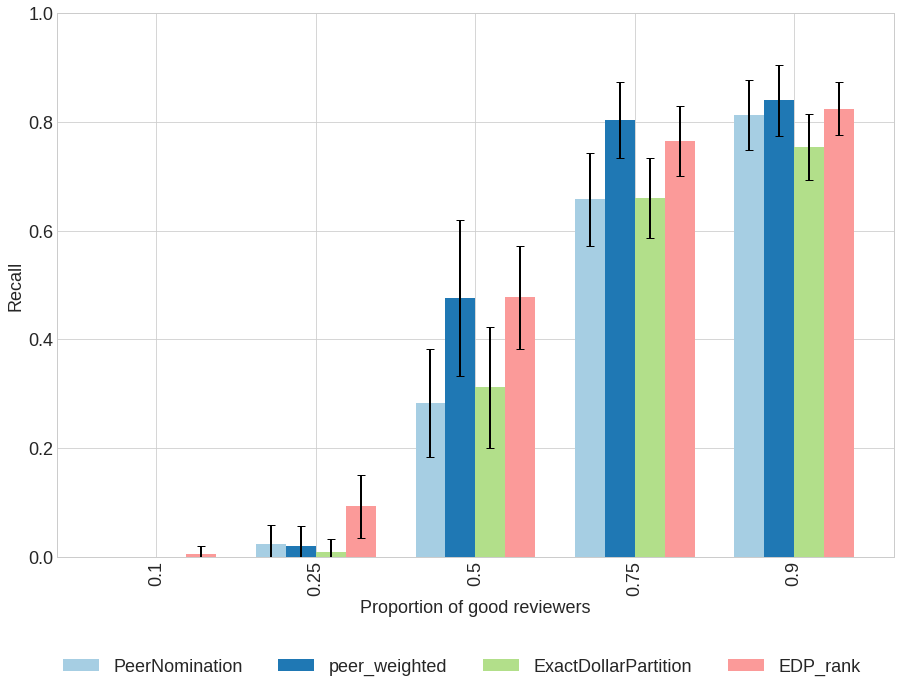 1.0
0.8
0.6
0.4
0.2
0.0
Recall
0.1
0.25
0.5
0.75
0.9
Proportion of good reviewers
PeerNomination
peer_weighted
ExactDollarPartition
EDP_rank